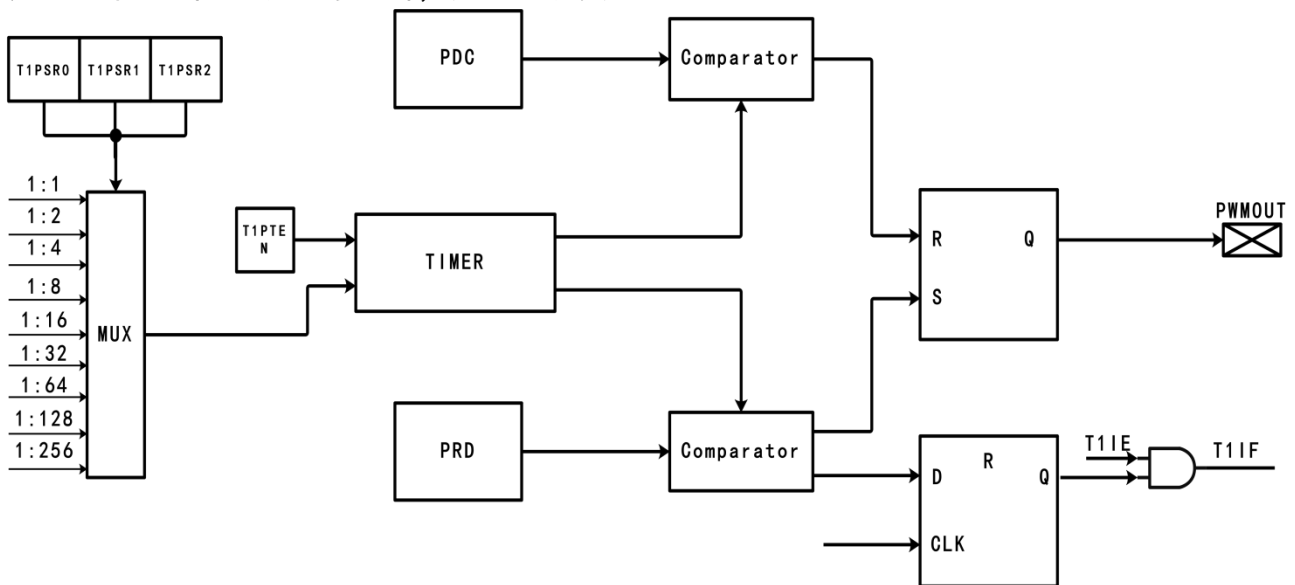 T1PSR0 T1PSR1 T1PSR2
PDC
Comparator
1:1
1:2
1:4
1:8
1:16
1:32
1:64
1:128
1:256
MUX
T1PTE
N
TIMER
R
Q
S
PWMOUT
PRD
Comparator
D
R
Q
CLK
T1IE
T1IF